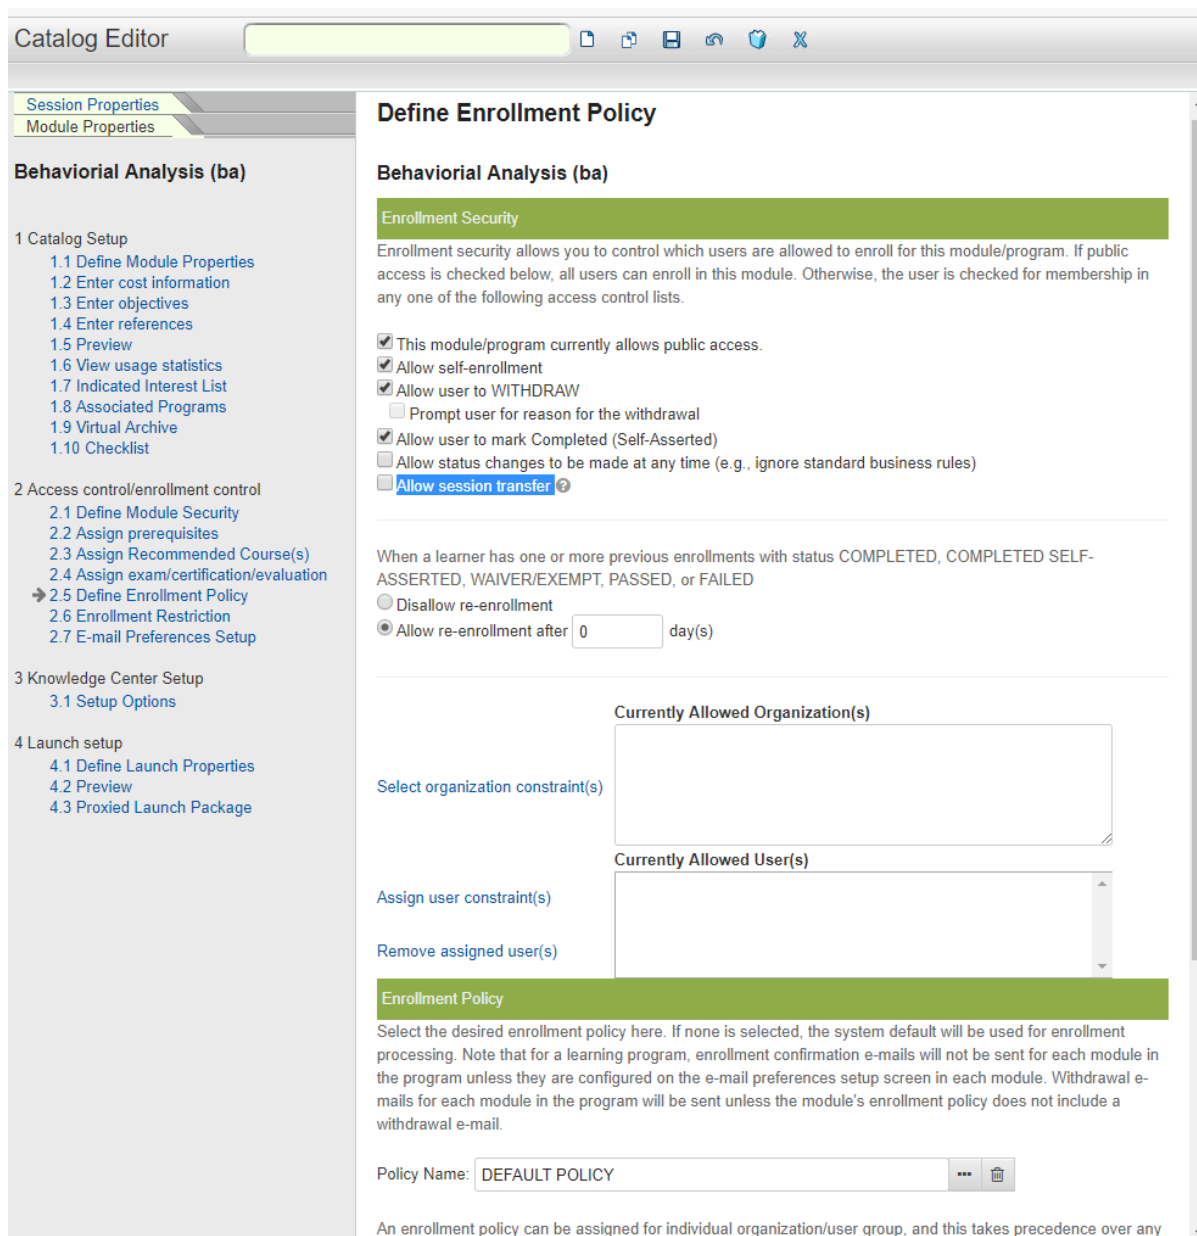 Catalog Editor
Session Properties
Module Properties
Behaviorial Analysis (ba)
1 Catalog Setup
1.1 Define Module Properties
1.2 Enter cost information
1.3 Enter objectives
1.4 Enter references
1.5 Preview
1.6 View usage statistics
1.7 Indicated Interest List
1.8 Associated Programs
1.9 Virtual Archive
1.10 Checklist
2 Access control/enrollment control
2.1 Define Module Security
2.2 Assign prerequisites
2.3 Assign Recommended Course(s)
2.4 Assign exam/certification/evaluation
2.5 Define Enrollment Policy
2.6 Enrollment Restriction
2.7 E-mail Preferences Setup
3 Knowledge Center Setup
3.1 Setup Options
4 Launch setup
4.1 Define Launch Properties
4.2 Preview
4.3 Proxied Launch Package
Define Enrollment Policy
Behaviorial Analysis (ba)
Enrollment Security
Enrollment security allows you to control which users are allowed to enroll for this module/program. If public
access is checked below, all users can enroll in this module. Otherwise, the user is checked for membership in
any one of the following access control lists.
This module/program currently allows public access.
Allow self-enrollment
Allow user to WITHDRAW
Prompt user for reason for the withdrawal
Allow user to mark Completed (Self-Asserted)
Allow status changes to be made at any time (e.g., ignore standard business rules)
Allow session transfer ?
When a learner has one or more previous enrollments with status COMPLETED, COMPLETED SELF-
ASSERTED, WAIVER/EXEMPT, PASSED, or FAILED
Disallow re-enrollment
Allow re-enrollment after 0 day(s)
Currently Allowed Organization(s)
Select organization constraint(s)
Currently Allowed User(s)
Assign user constraint(s)
Remove assigned user(s)
Enrollment Policy
Select the desired enrollment policy here. If none is selected, the system default will be used for enrollment
processing. Note that for a learning program, enrollment confirmation e-mails will not be sent for each module in
the program unless they are configured on the e-mail preferences setup screen in each module. Withdrawal e-
mails for each module in the program will be sent unless the module's enrollment policy does not include a
withdrawal e-mail.
Policy Name: DEFAULT POLICY
An enrollment policy can be assigned for individual organization/user group, and this takes precedence over any